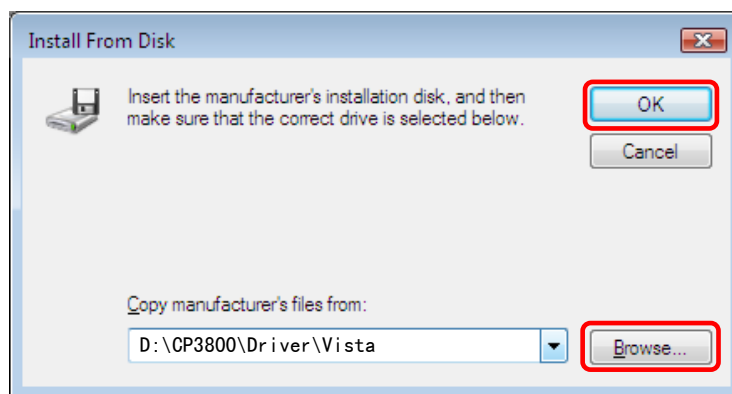 Install From Disk
Insert the manufacturer's installation disk, and then
make sure that the correct drive is selected below.
OK
Cancel
Copy manufacturer's files from:
D:\CP3800\Driver\Vista
Browse...